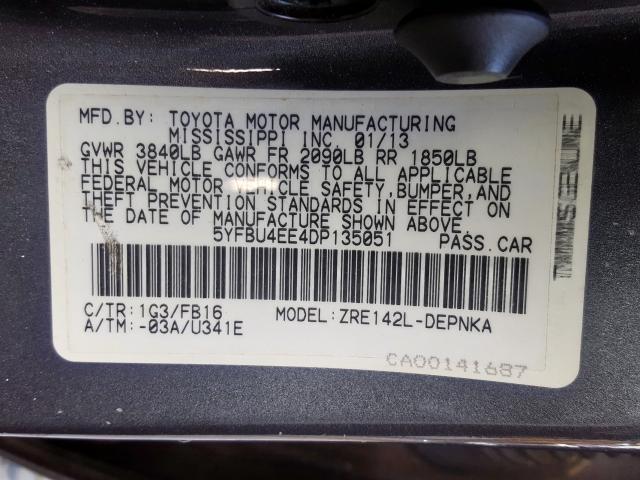 MFD.BY: TOYOTA MOTOR MANUFACTURING
MISSISSIPPI INC. 01/13
GVWR 3840LB GAWR FR 2090LB RR 1850LB
THIS VEHICLE CONFORMS TO ALL APPLICABLE
FEDERAL MOTOR VEHICLE SAFETY,BUMPER,AND
THEFT PREVENTION STANDARDS IN EFFECT ON
THE DATE OF MANUFACTURE SHOWN ABOVE.
5YFBU4EE4DP135051 PASS.CAR
C/TR:1G3/FB16 MODEL:ZRE142L-DEPNKA
A/TM:-03A/U341E
CA00141687